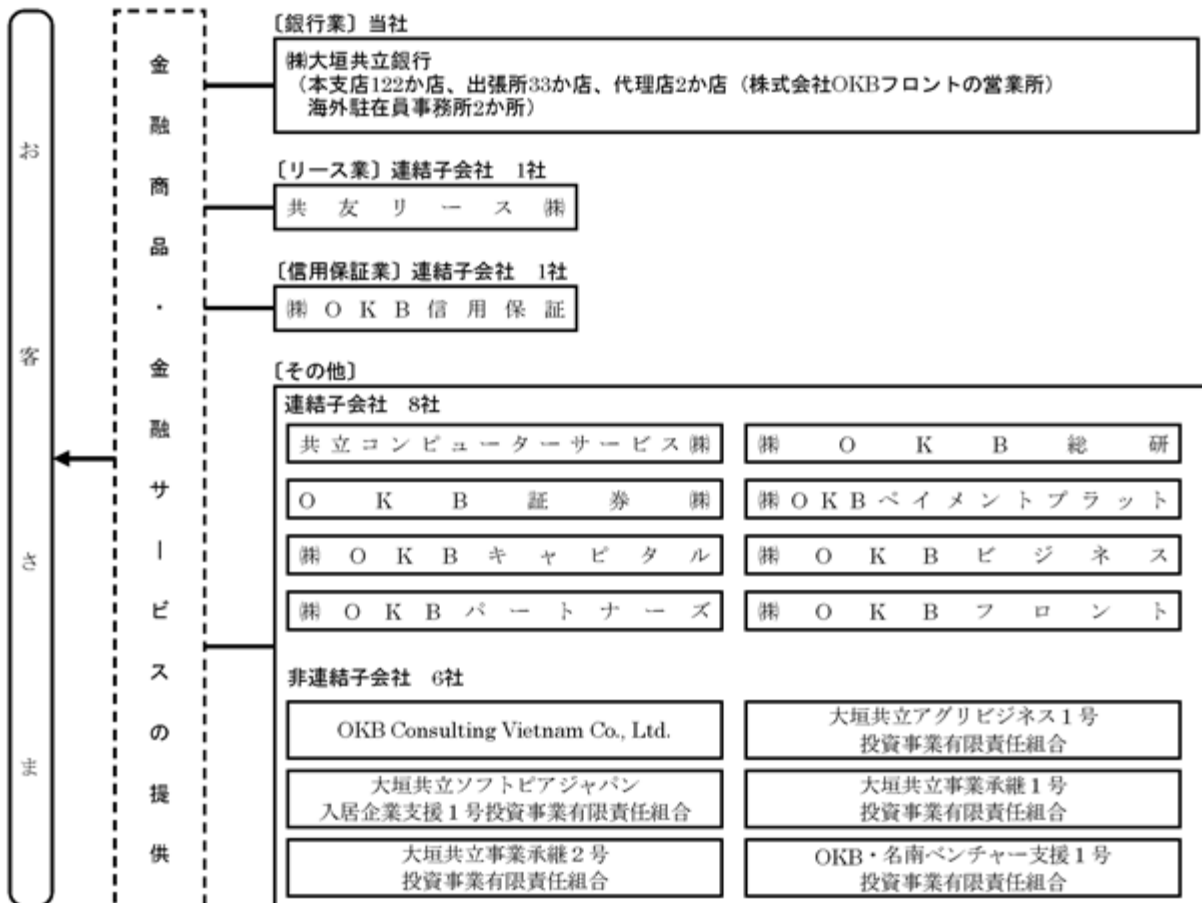 お客さま
金融商品・金融サービスの提供
〔銀行業〕当社
㈱大垣共立銀行
（本支店122か店、出張所33か店、代理店2か店（株式会社OKBフロントの営業所）
海外駐在員事務所2か所）
〔リース業〕連結子会社　1社
共友リース㈱
〔信用保証業〕連結子会社　1社
㈱OKB信用保証
〔その他〕
連結子会社　8社
共立コンピューターサービス㈱
㈱OKB総研
OKB証券㈱
㈱OKBペイメントプラット
㈱OKBキャピタル
㈱OKBビジネス
㈱OKBパートナーズ
㈱OKBフロント
非連結子会社　6社
OKB Consulting Vietnam Co., Ltd.
大垣共立アグリビジネス１号
投資事業有限責任組合
大垣共立ソフトピアジャパン
入居企業支援１号投資事業有限責任組合
大垣共立事業承継１号
投資事業有限責任組合
大垣共立事業承継２号
投資事業有限責任組合
OKB・名南ベンチャー支援１号
投資事業有限責任組合